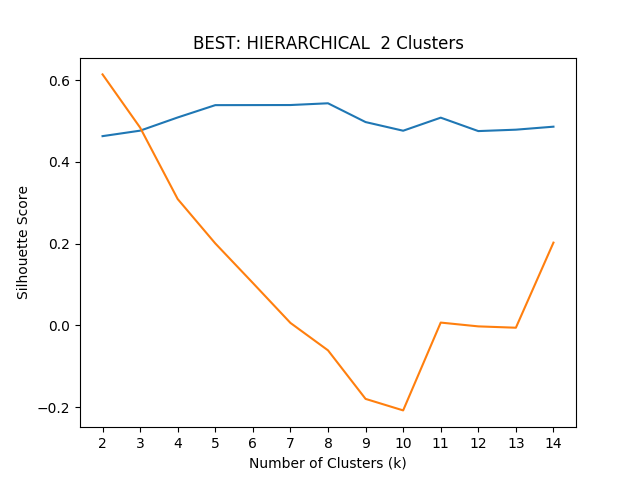 BEST: HIERARCHICAL  2 Clusters
0.6
0.4
0.2
0.0
−0.2
Silhouette Score
2 3 4 5 6 7 8 9 10 11 12 13 14
Number of Clusters (k)